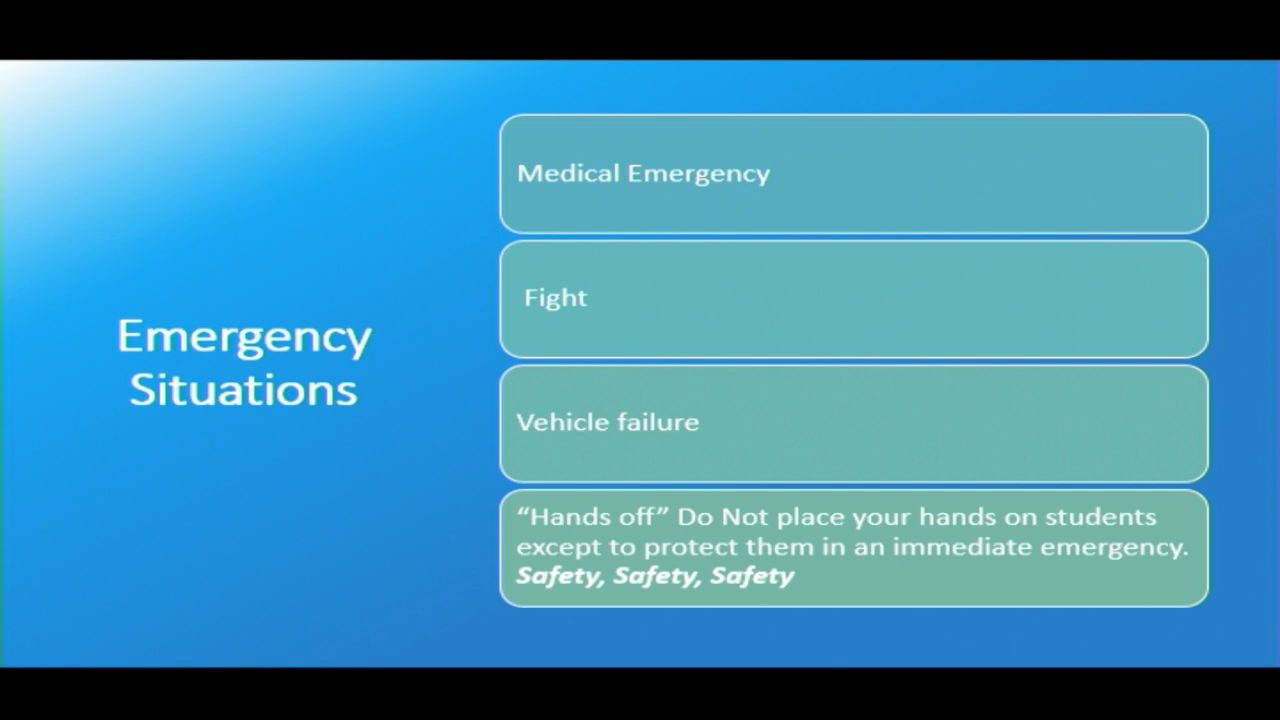 Emergency
Situations
Medical Emergency
Fight
Vehicle failure
“Hands off” Do Not place your hands on students
except to protect them in an immediate emergency.
Safety, Safety, Safety